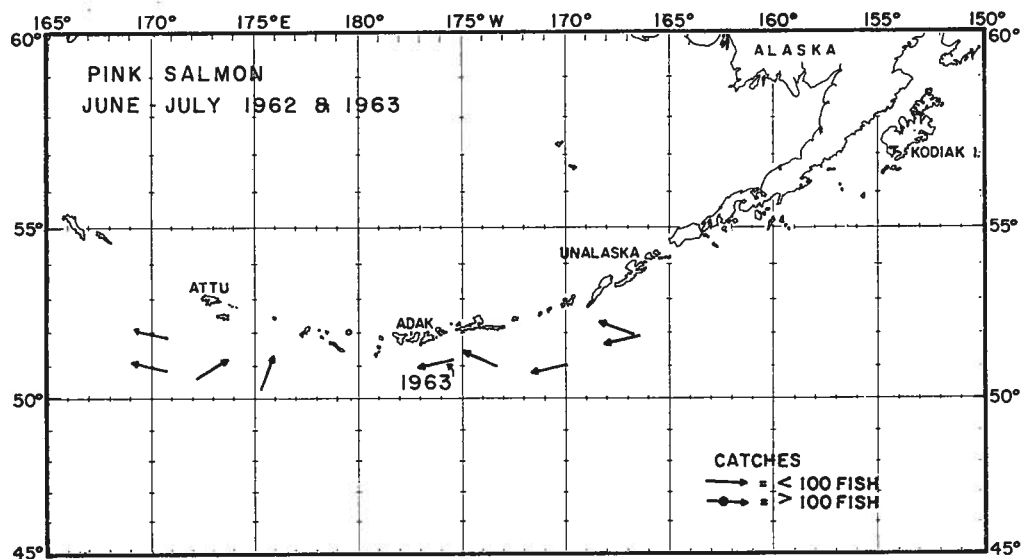 165° 170° 175° E 180° 175° W 170° 165° 160° 155° 150°
60° 60°
ALASKA
PINK SALMON
JUNE - JULY 1962 & 1963
KODIAK I.
55° 55°
UNALASKA
ATTU
ADAK
1963
50° 50°
CATCHES
= < 100 FISH
= > 100 FISH
45° 45°